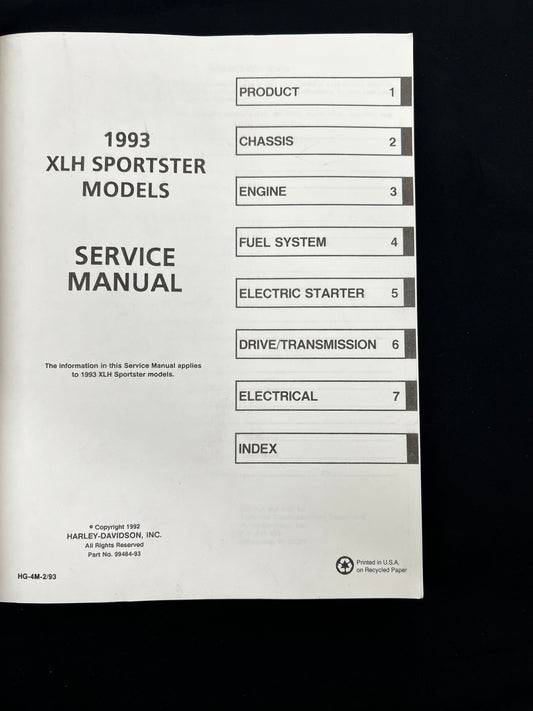 1993
XLH SPORTSTER
MODELS
SERVICE
MANUAL
The information in this Service Manual applies
to 1993 XLH Sportster models.
© Copyright 1992
HARLEY-DAVIDSON, INC.
All Rights Reserved
Part No. 99484-93
HG-4M-2/93
PRODUCT 1
CHASSIS 2
ENGINE 3
FUEL SYSTEM 4
ELECTRIC STARTER 5
DRIVE/TRANSMISSION 6
ELECTRICAL 7
INDEX
Printed in U.S.A.
on Recycled Paper